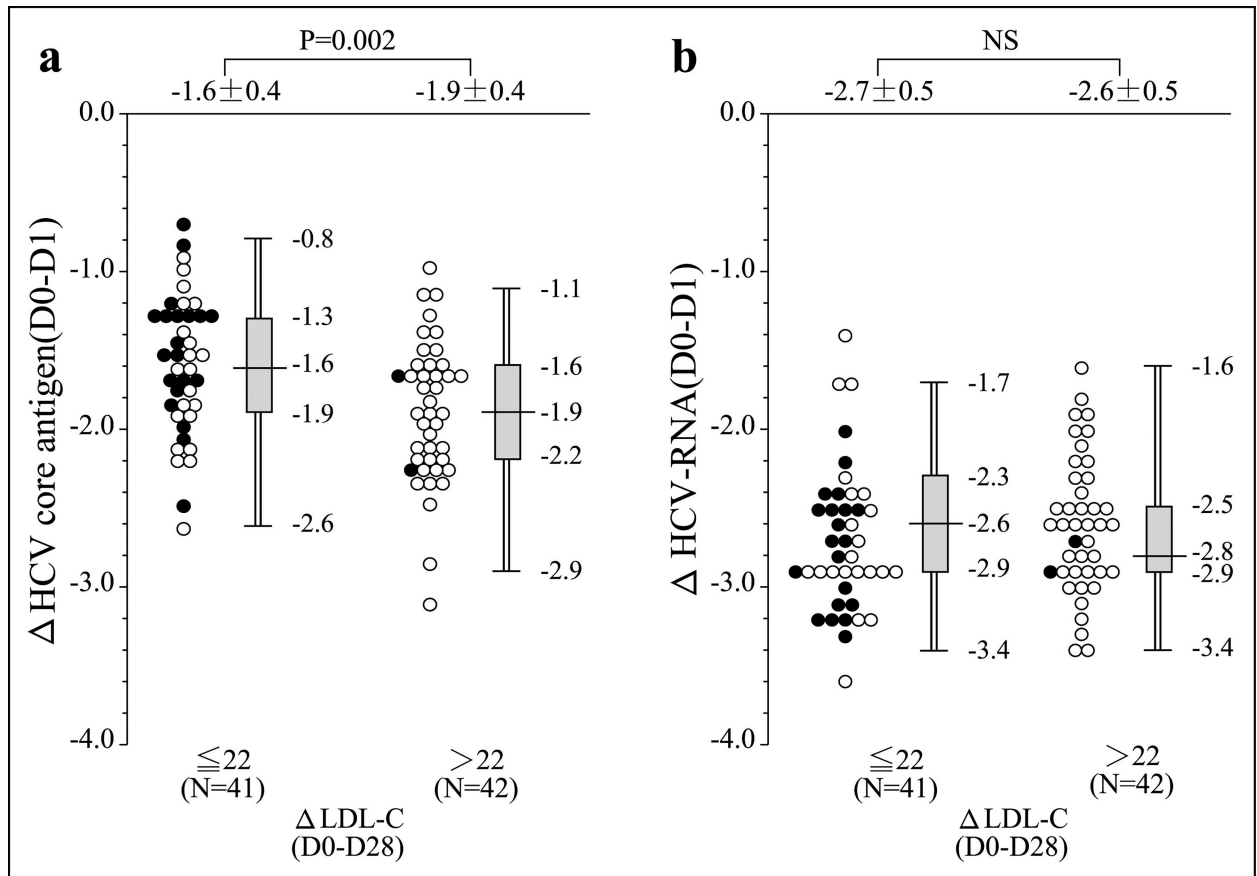 a
P=0.002
-1.6±0.4
-1.9±0.4
ΔHCV core antigen(D0-D1)
0.0
-1.0
-2.0
-3.0
-4.0
-0.8
-1.3
-1.6
-1.9
-2.6
-1.1
-1.6
-1.9
-2.2
-2.9
≦22
(N=41)
>22
(N=42)
ΔLDL-C
(D0-D28)
b
NS
-2.7±0.5
-2.6±0.5
Δ HCV-RNA(D0-D1)
0.0
-1.0
-2.0
-3.0
-4.0
-1.7
-2.3
-2.6
-2.9
-3.4
-1.6
-2.5
-2.8
-2.9
-3.4
≦22
(N=41)
>22
(N=42)
ΔLDL-C
(D0-D28)